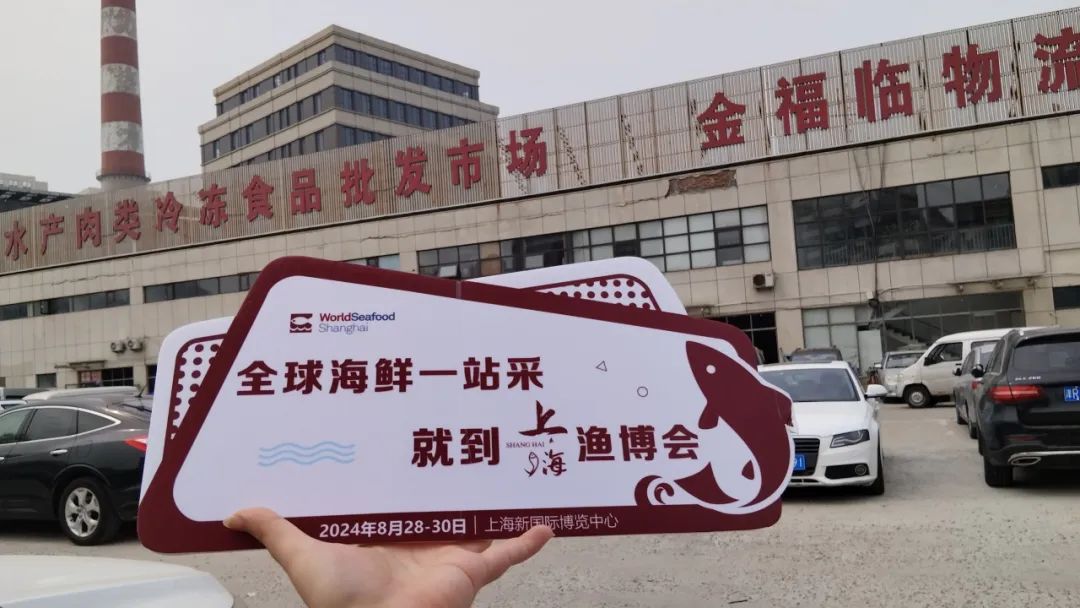 水产肉类冷冻食品批发市场 金福临物流
WorldSeafood
Shanghai
全球海鲜一站采
就到上海渔博会
SHANG HAI
2024年8月28-30日 | 上海新国际博览中心